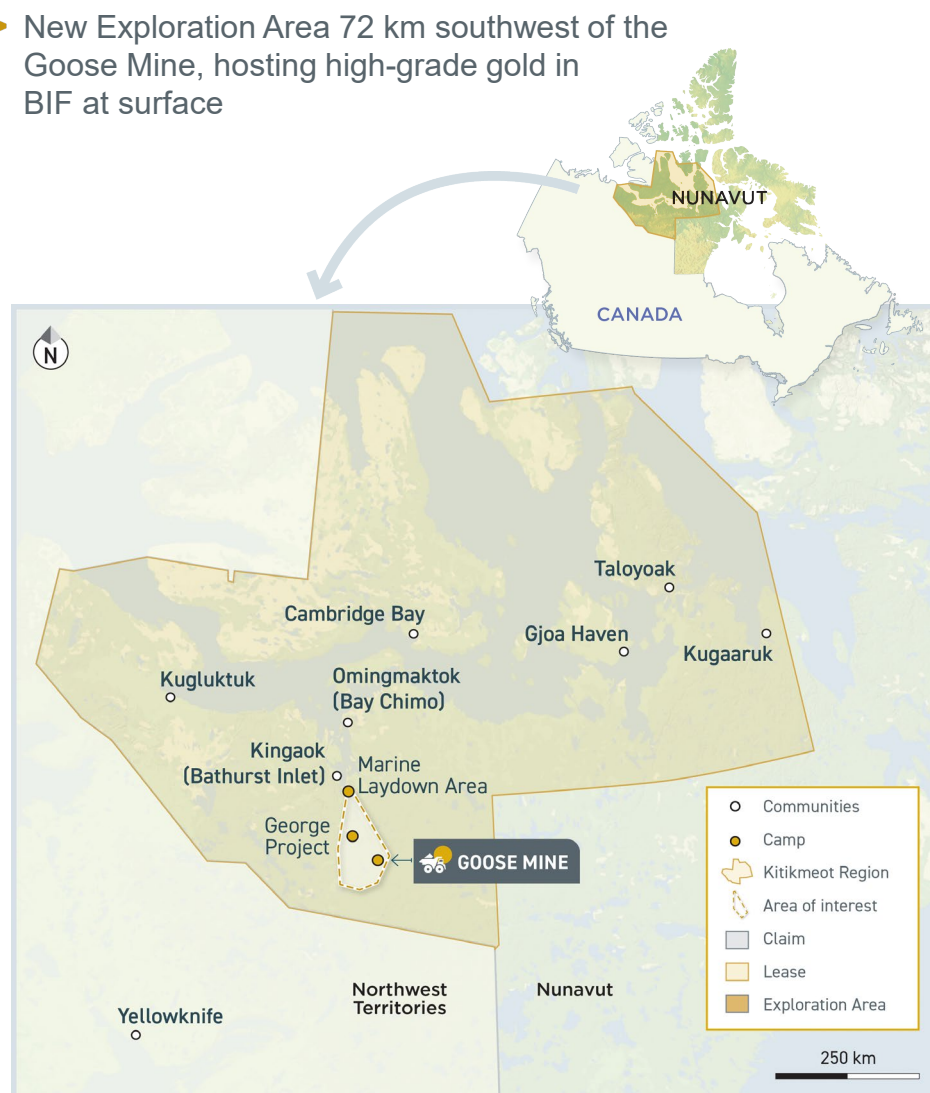 New Exploration Area 72 km southwest of the
Goose Mine, hosting high-grade gold in
BIF at surface
NUNAVUT
CANADA
N
Taloyoak
Cambridge Bay
Gjoa Haven
Kugaaruk
Kugluktuk
Omingmaktok
(Bay Chimo)
Kingaok
(Bathurst Inlet)
Marine
Laydown Area
George
Project
GOOSE MINE
Communities
Camp
Kitikmeot Region
Area of interest
Claim
Lease
Exploration Area
Northwest
Territories
Nunavut
Yellowknife
250 km